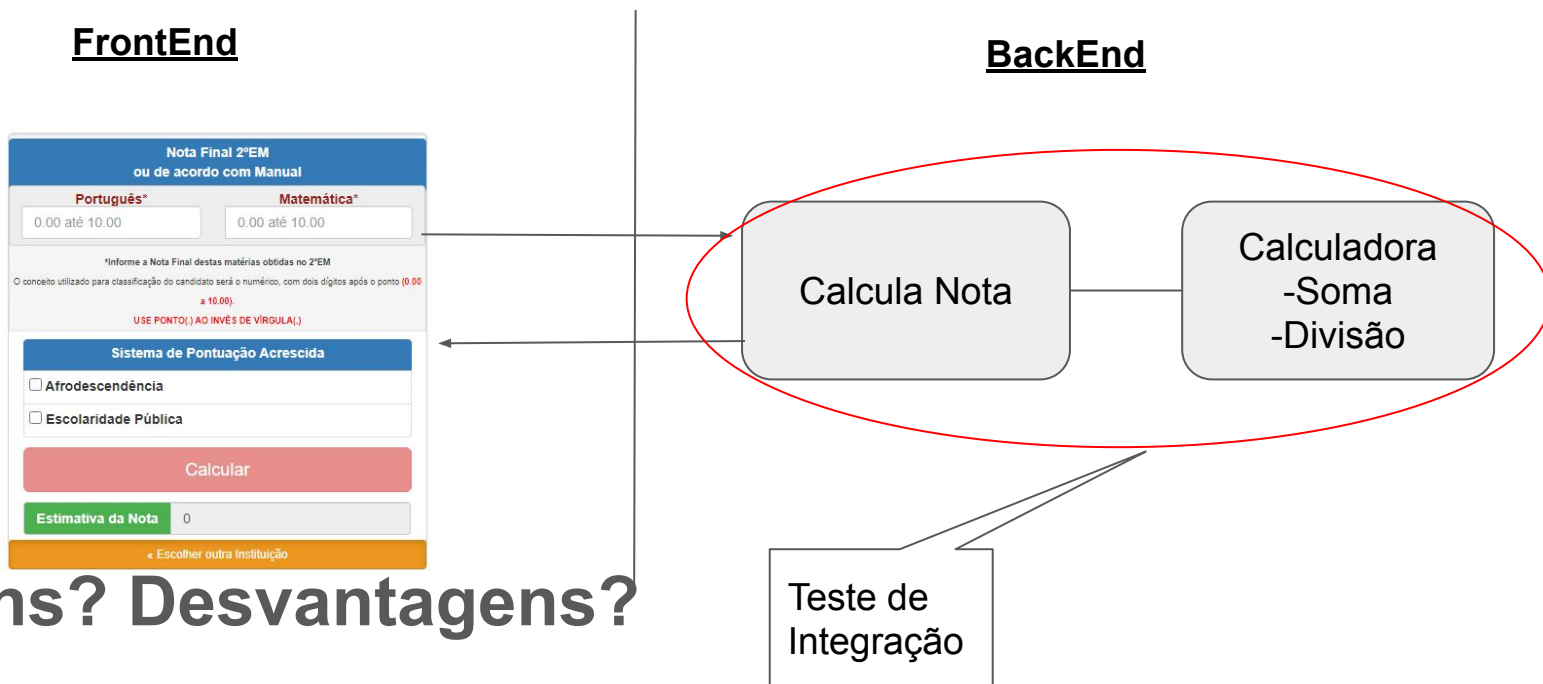 FrontEnd
BackEnd
Nota Final 2ºEM
ou de acordo com Manual
Português*
Matemática*
0.00 até 10.00
0.00 até 10.00
*Informe a Nota Final destas matérias obtidas no 2ºEM
O conceito utilizado para classificação do candidato será o numérico, com dois dígitos após o ponto (0.00
a 10.00).
USE PONTO(.) AO INVÉS DE VÍRGULA(,)
Sistema de Pontuação Acrescida
Afrodescendência
Escolaridade Pública
Calcular
Estimativa da Nota
0
« Escolher outra Instituição
ns? Desvantagens?
Calcula Nota
Calculadora
-Soma
-Divisão
Teste de
Integração